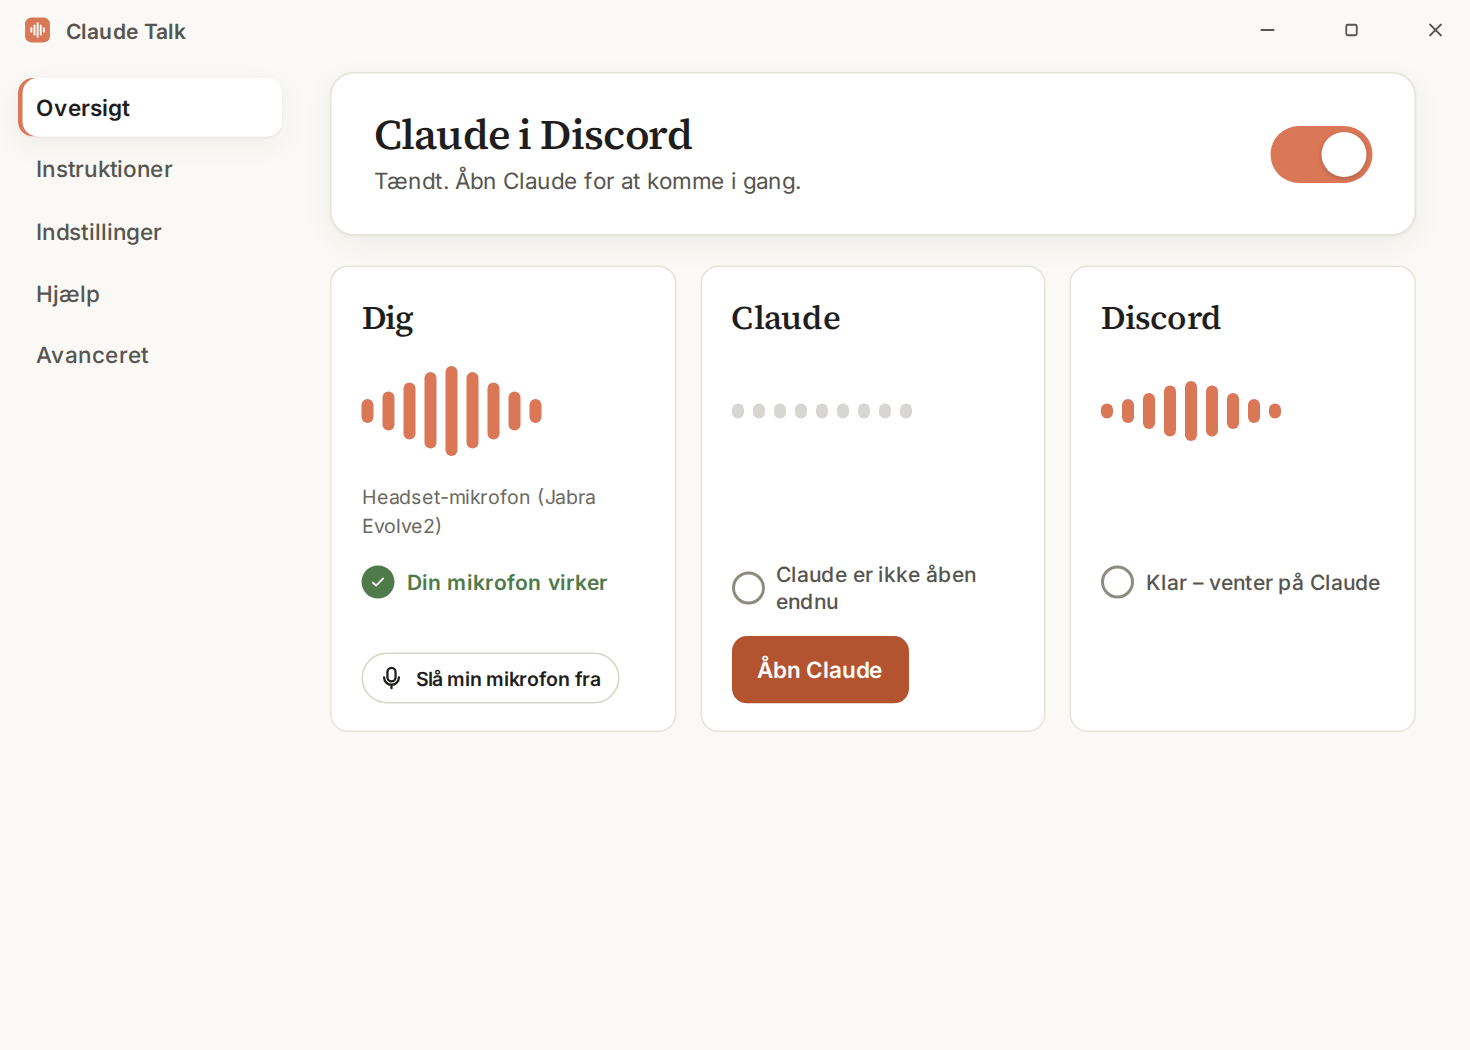 Claude Talk
Oversigt
Instruktioner
Indstillinger
Hjælp
Avanceret
Claude i Discord
Tændt. Åbn Claude for at komme i gang.
Dig
Headset-mikrofon (Jabra
Evolve2)
Din mikrofon virker
Slå min mikrofon fra
Claude
Claude er ikke åben
endnu
Åbn Claude
Discord
Klar – venter på Claude